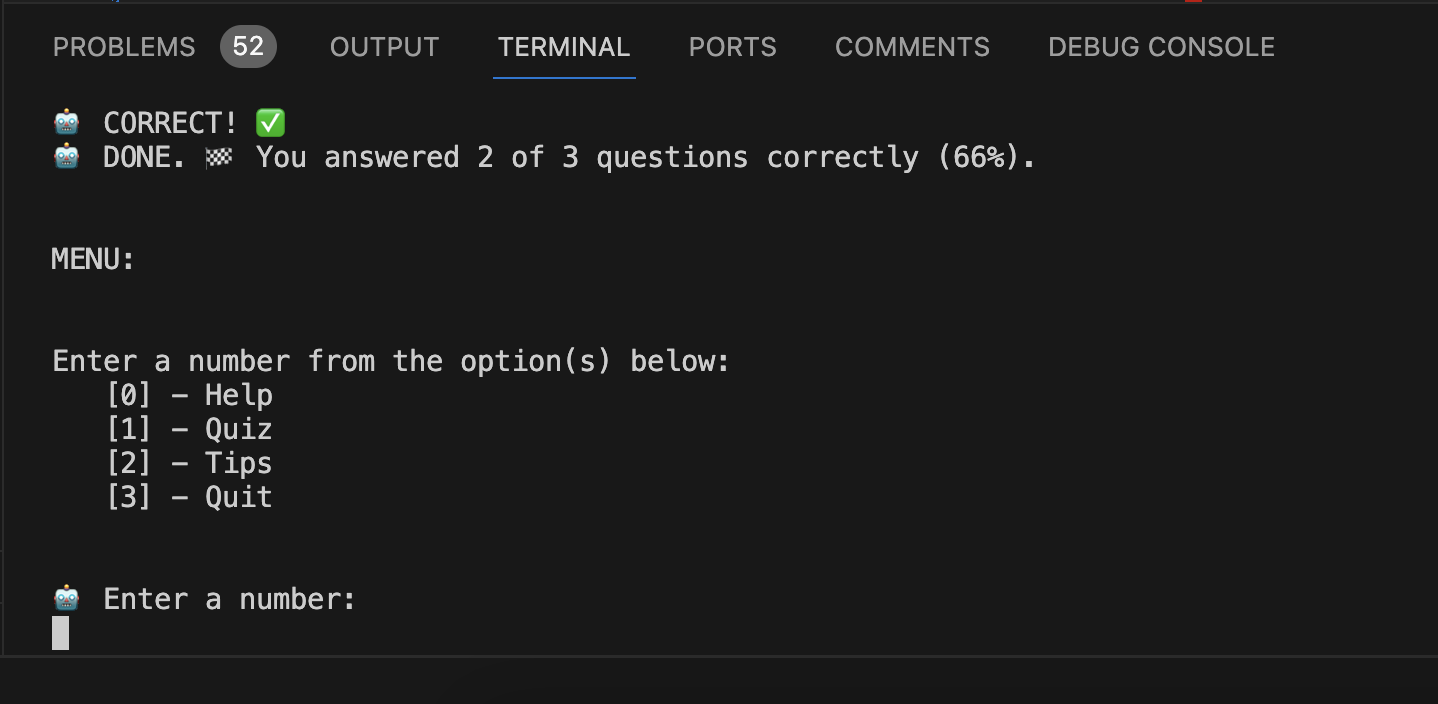 PROBLEMS 52 OUTPUT TERMINAL PORTS COMMENTS DEBUG CONSOLE
🤖 CORRECT! ✅
🤖 DONE. 🏁 You answered 2 of 3 questions correctly (66%).
MENU:
Enter a number from the option(s) below:
[0] – Help
[1] – Quiz
[2] – Tips
[3] – Quit
🤖 Enter a number: